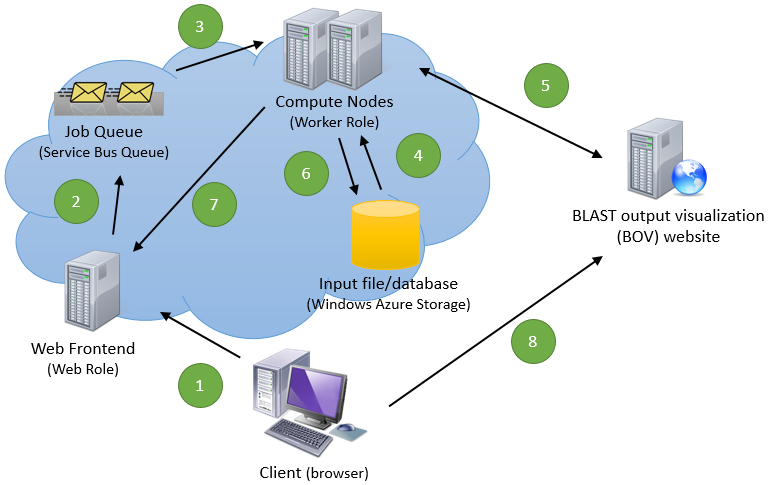 3
Compute Nodes
(Worker Role)
5
Job Queue
(Service Bus Queue)
4
6
2
7
BLAST output visualization
(BOV) website
Input file/database
(Windows Azure Storage)
Web Frontend
(Web Role)
8
1
Client (browser)